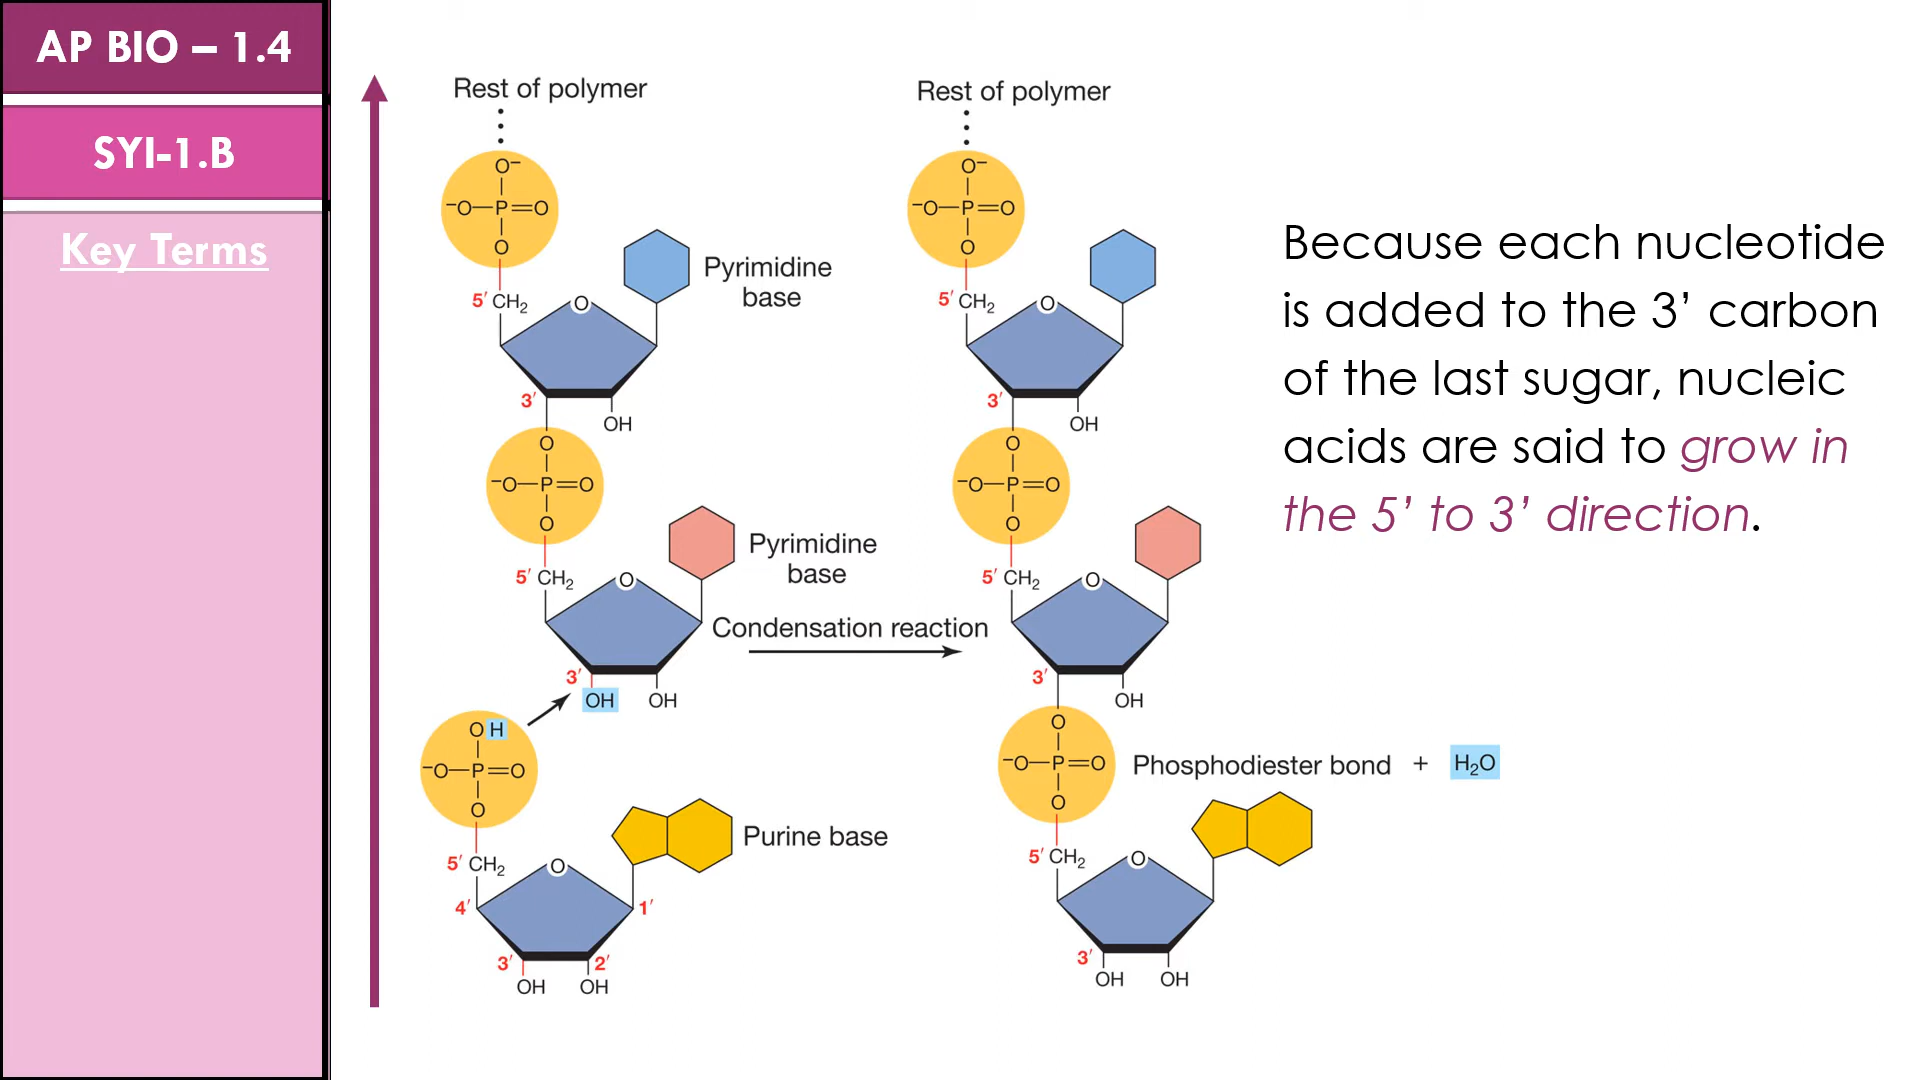 AP BIO – 1.4
SYI-1.B
Key Terms
Rest of polymer
O⁻
⁻O—P=O
O
5′ CH₂
O
Pyrimidine
base
3′
OH
O
⁻O—P=O
O
5′ CH₂
O
Pyrimidine
base
3′
OH
OH
OH
⁻O—P=O
O
5′ CH₂
O
Purine base
4′
1′
3′
2′
OH
OH
Condensation reaction
Rest of polymer
O⁻
⁻O—P=O
O
5′ CH₂
O
3′
OH
O
⁻O—P=O
O
5′ CH₂
O
3′
OH
O
⁻O—P=O
O
Phosphodiester bond + H₂O
5′ CH₂
O
3′
OH
OH
Because each nucleotide
is added to the 3’ carbon
of the last sugar, nucleic
acids are said to grow in
the 5’ to 3’ direction.